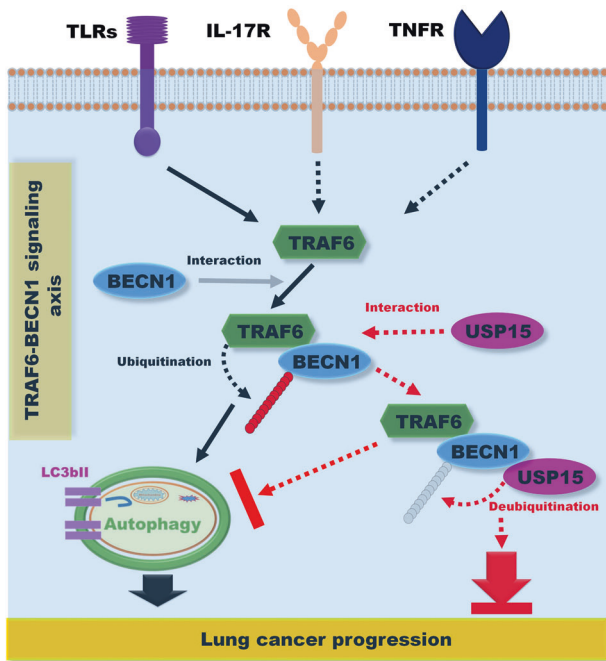 TLRs
IL-17R
TNFR
TRAF6
Interaction
BECN1
TRAF6-BECN1 signaling
axis
TRAF6
BECN1
Ubiquitination
Interaction
USP15
TRAF6
BECN1
USP15
Deubiquitination
LC3bII
Autophagy
Lung cancer progression